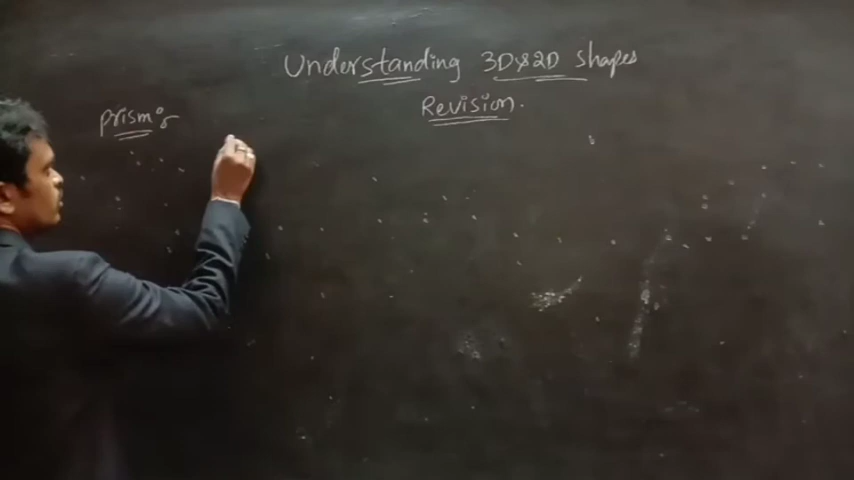 Understanding 3D & 2D shapes
Revision.
prism:-